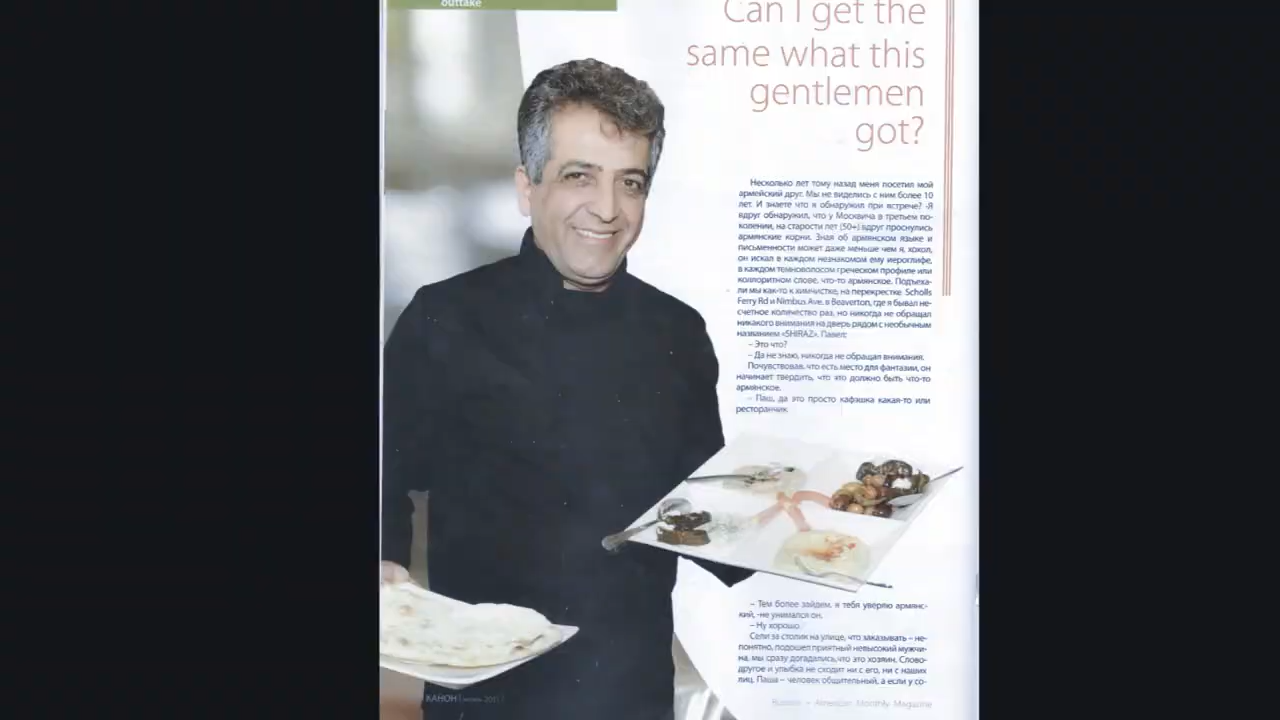 outtake
Can I get the
same what this
gentlemen
got?
Несколько лет тому назад меня посетил мой
армейский друг. Мы не виделись с ним более 10
лет. И знаете что я обнаружил при встрече? -Я
вдруг обнаружил, что у Москвича в третьем по-
колении, на старости лет (50+) вдруг проснулись
армянские корни. Зная об армянском языке и
письменности может даже меньше чем я, хохол,
он искал в каждом незнакомом ему иероглифе,
в каждом темноволосом греческом профиле или
коллоритном слове, что-то армянское. Подъеха-
ли мы как-то к химчистке, на перекрестке Scholls
Ferry Rd и Nimbus Ave. в Beaverton, где я бывал не-
счетное количество раз, но никогда не обращал
никакого внимания на дверь рядом с необычным
названием «SHIRAZ». Павел:
– Это что?
– Да не знаю, никогда не обращал внимания.
Почувствовав, что есть место для фантазии, он
начинает твердить, что это должно быть что-то
армянское.
– Паш, да это просто кафэшка какая-то или
ресторанчик.
– Тем более зайдем, я тебя уверяю армянс-
кий, -не унимался он.
– Ну хорошо.
Сели за столик на улице, что заказывать – не-
понятно, подошел приятный невысокий мужчи-
на, мы сразу догадались,что это хозяин. Слово-
другое и улыбка не сходит ни с его, ни с наших
лиц. Паша – человек общительный, а если у со-
КАНОН | 2011
Russian – American Monthly Magazine